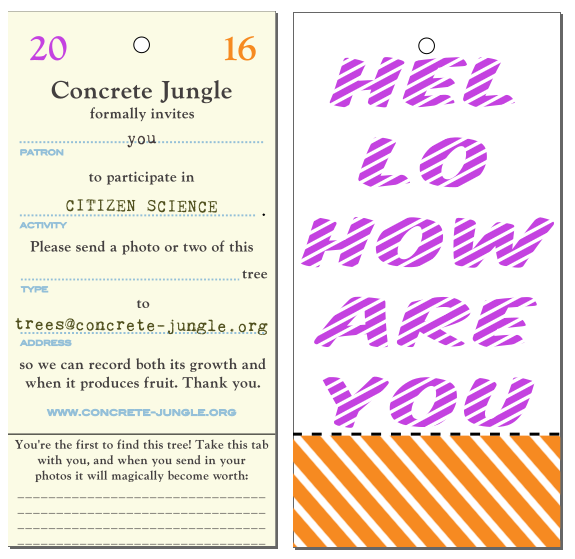 20 16
Concrete Jungle
formally invites
you
PATRON
to participate in
CITIZEN SCIENCE .
ACTIVITY
Please send a photo or two of this
tree
TYPE
to
trees@concrete-jungle.org
ADDRESS
so we can record both its growth and
when it produces fruit. Thank you.
WWW.CONCRETE-JUNGLE.ORG
You're the first to find this tree! Take this tab
with you, and when you send in your
photos it will magically become worth:
HEL
LO
HOW
ARE
YOU